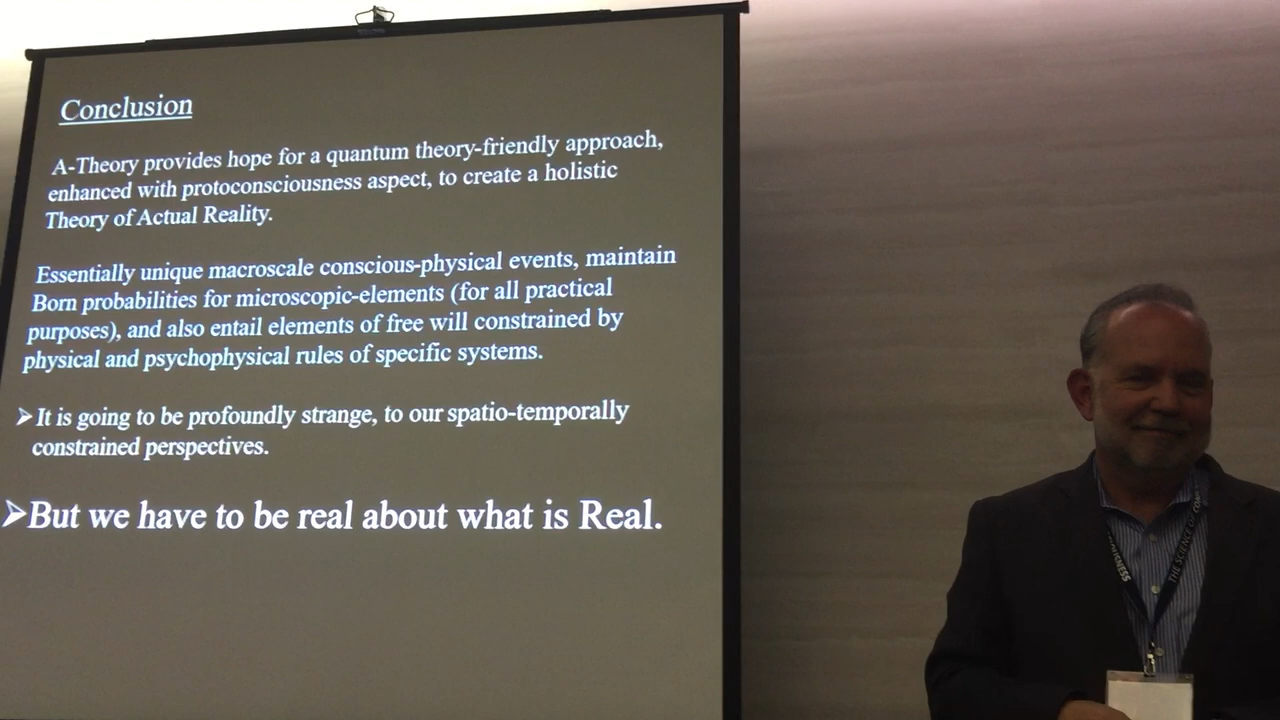 Conclusion
A-Theory provides hope for a quantum theory-friendly approach,
enhanced with protoconsciousness aspect, to create a holistic
Theory of Actual Reality.
Essentially unique macroscale conscious-physical events, maintain
Born probabilities for microscopic-elements (for all practical
purposes), and also entail elements of free will constrained by
physical and psychophysical rules of specific systems.
➢ It is going to be profoundly strange, to our spatio-temporally
constrained perspectives.
➢ But we have to be real about what is Real.
THE SCIENCE OF